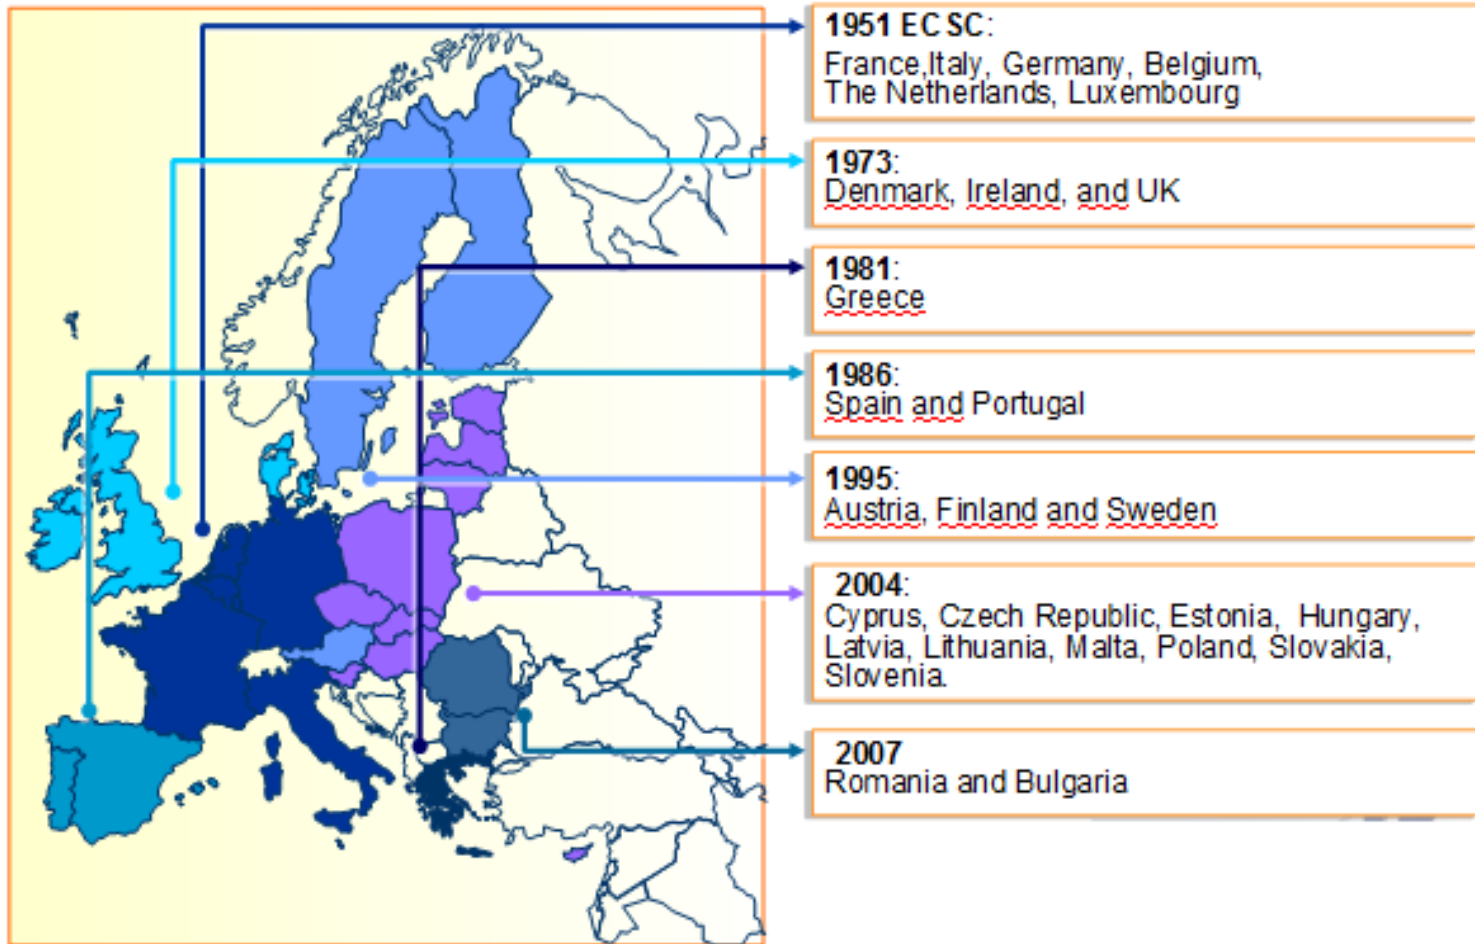 1951 ECSC:
France,Italy, Germany, Belgium,
The Netherlands, Luxembourg
1973:
Denmark, Ireland, and UK
1981:
Greece
1986:
Spain and Portugal
1995:
Austria, Finland and Sweden
2004:
Cyprus, Czech Republic, Estonia, Hungary,
Latvia, Lithuania, Malta, Poland, Slovakia,
Slovenia.
2007
Romania and Bulgaria